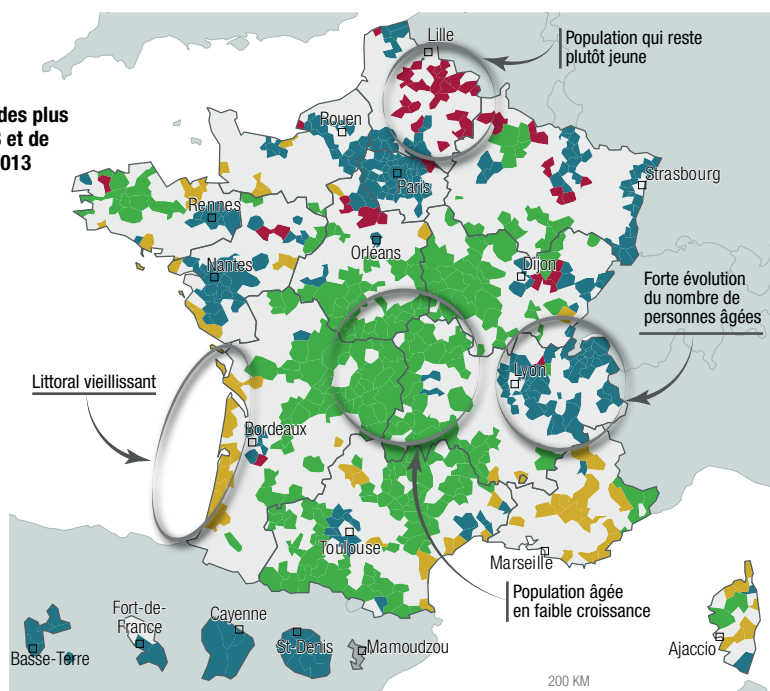 Lille
Population qui reste
plutôt jeune
des plus
et de
013
Rouen
Paris
Strasbourg
Rennes
Orléans
Dijon
Nantes
Forte évolution
du nombre de
personnes âgées
Littoral vieillissant
Lyon
Bordeaux
Toulouse
Marseille
Population âgée
en faible croissance
Fort-de-
France
Cayenne
Basse-Terre
St-Denis
Mamoudzou
Ajaccio
200 KM